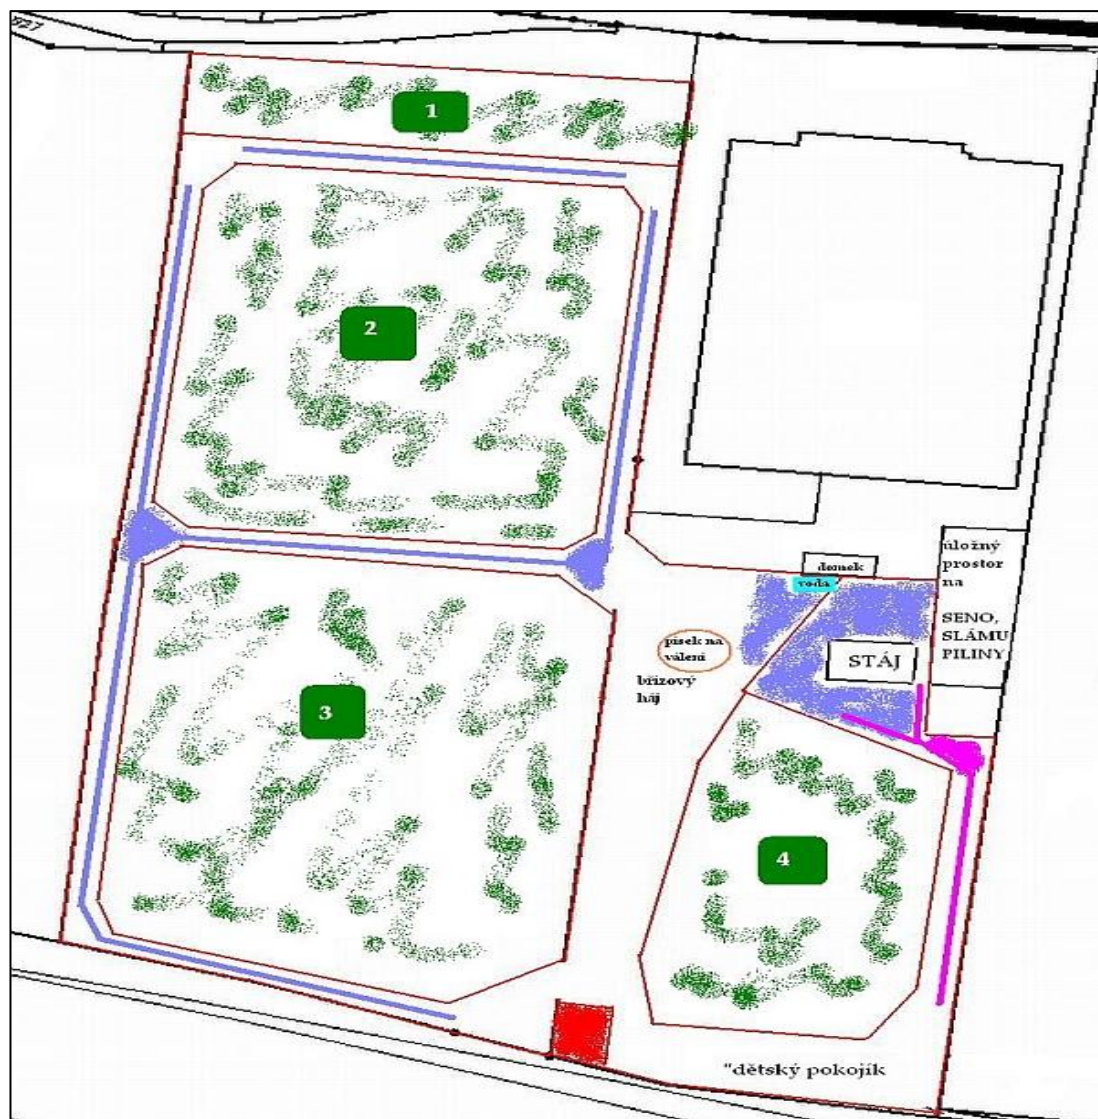 1
2
3
4
domek
voda
úložný
prostor
na
SENO,
SLÁMU
PILINY
STÁJ
písek na
válení
břízový
háj
"dětský pokojík